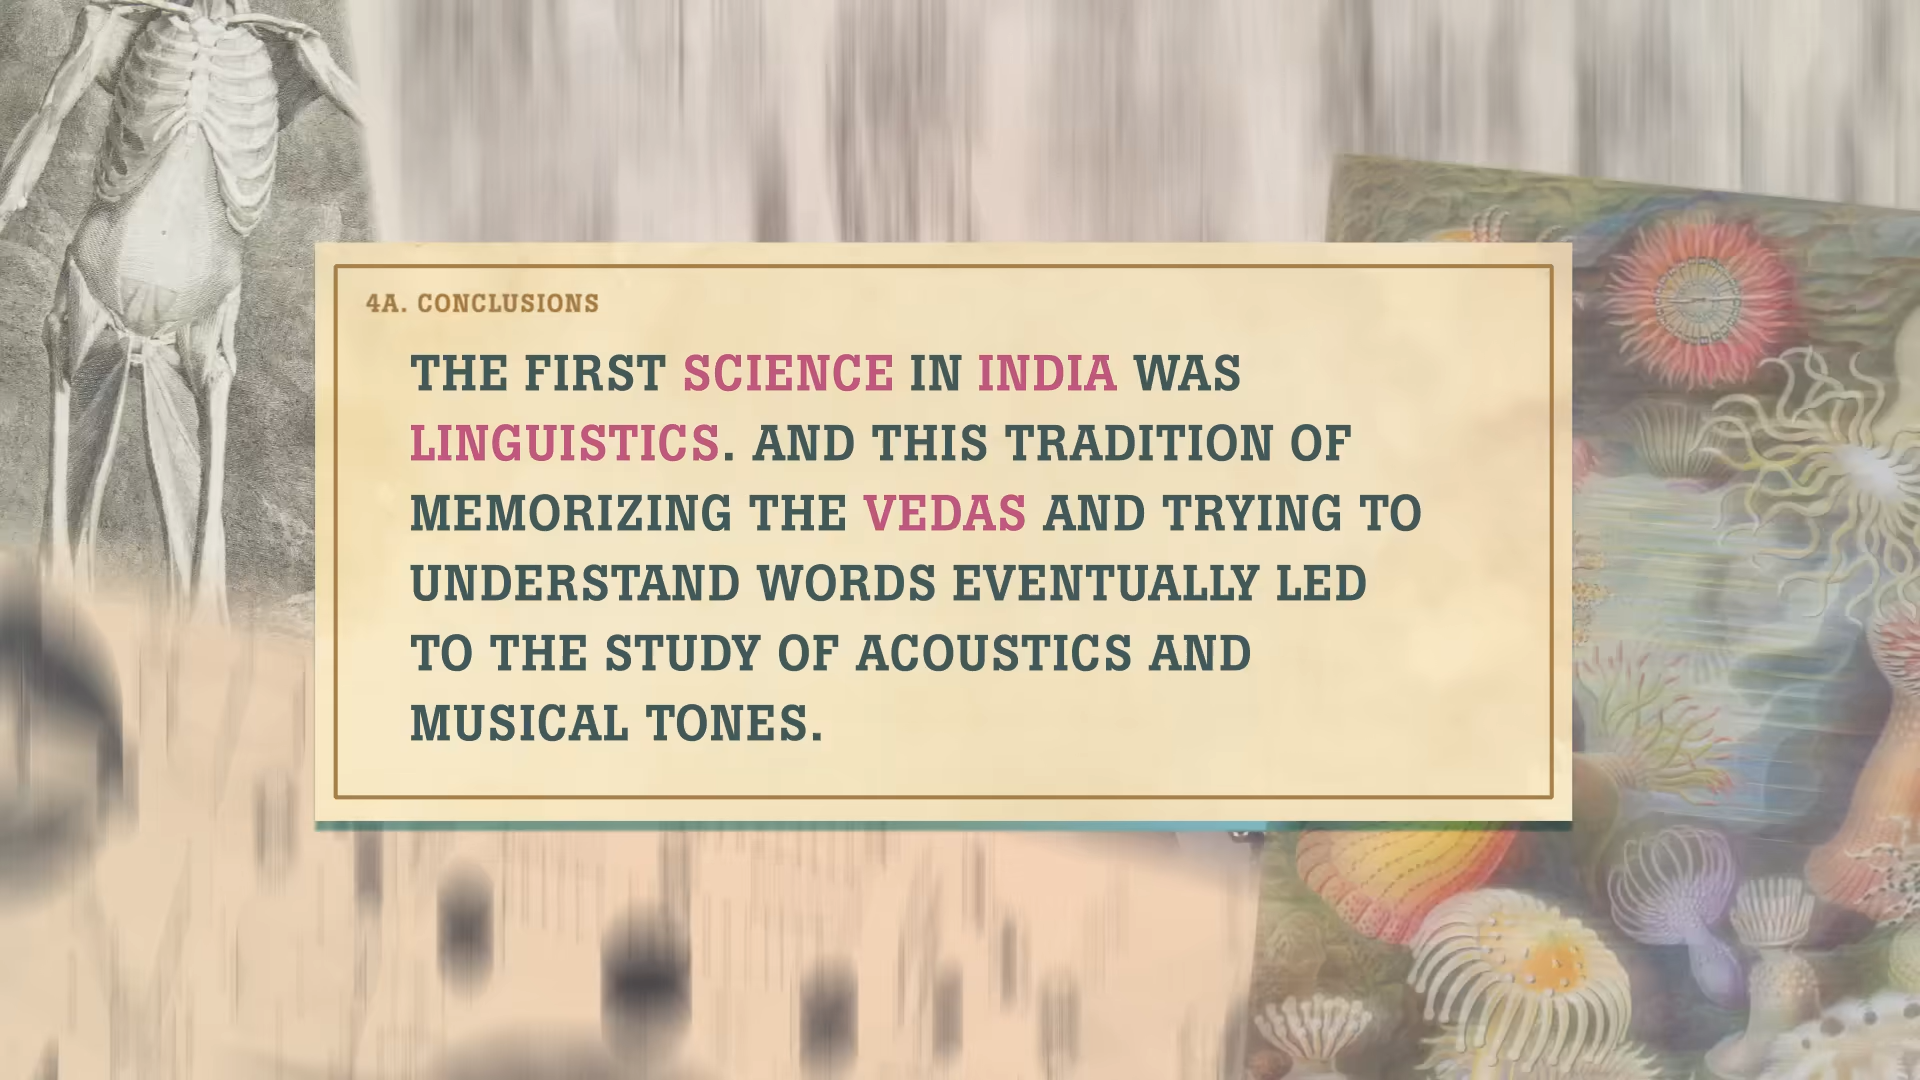 4A. CONCLUSIONS
THE FIRST SCIENCE IN INDIA WAS
LINGUISTICS. AND THIS TRADITION OF
MEMORIZING THE VEDAS AND TRYING TO
UNDERSTAND WORDS EVENTUALLY LED
TO THE STUDY OF ACOUSTICS AND
MUSICAL TONES.